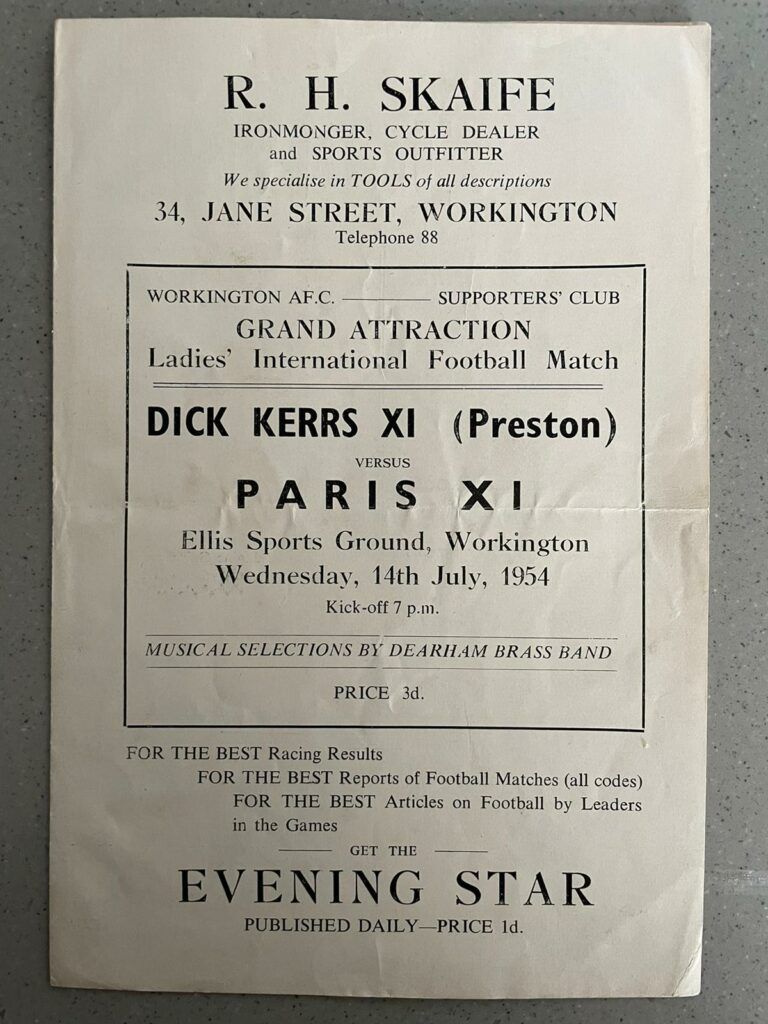 R. H. SKAIFE
IRONMONGER, CYCLE DEALER
and SPORTS OUTFITTER
We specialise in TOOLS of all descriptions
34, JANE STREET, WORKINGTON
Telephone 88
WORKINGTON AF.C. ——— SUPPORTERS' CLUB
GRAND ATTRACTION
Ladies' International Football Match
DICK KERRS XI (Preston)
VERSUS
PARIS XI
Ellis Sports Ground, Workington
Wednesday, 14th July, 1954
Kick-off 7 p.m.
MUSICAL SELECTIONS BY DEARHAM BRASS BAND
PRICE 3d.
FOR THE BEST Racing Results
FOR THE BEST Reports of Football Matches (all codes)
FOR THE BEST Articles on Football by Leaders
in the Games
——— GET THE ———
EVENING STAR
PUBLISHED DAILY—PRICE 1d.